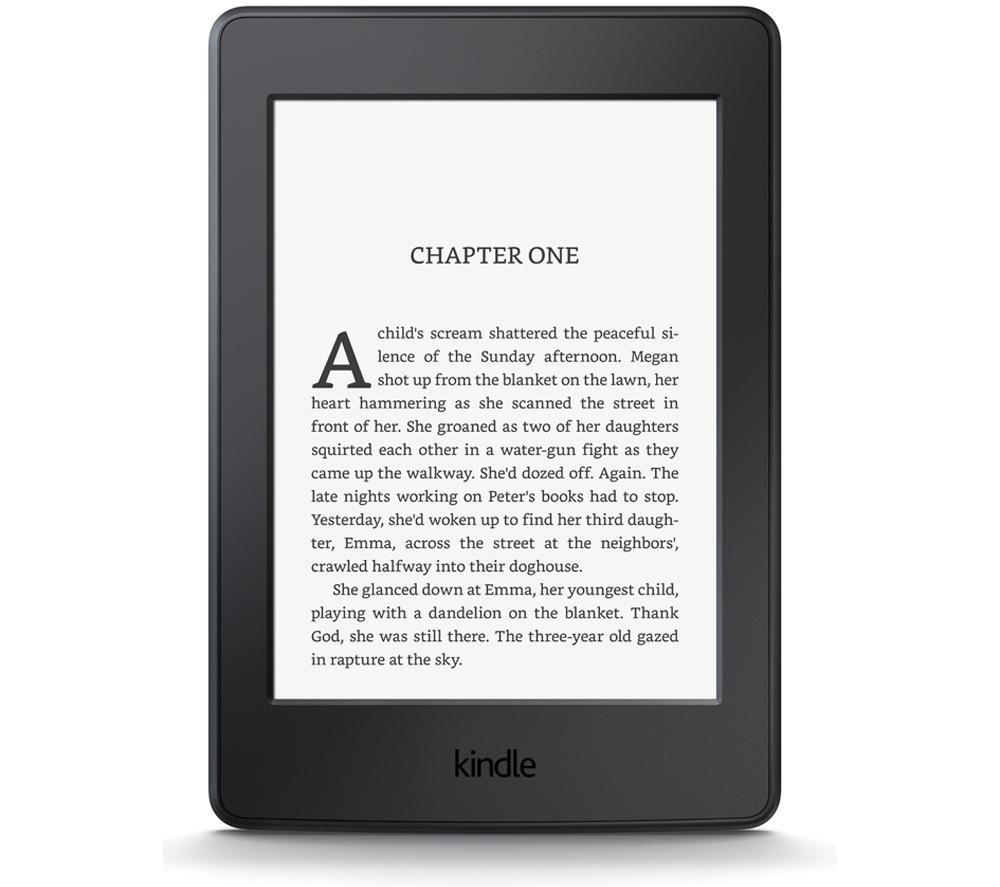 CHAPTER ONE
A child's scream shattered the peaceful si-
lence of the Sunday afternoon. Megan
shot up from the blanket on the lawn, her
heart hammering as she scanned the street in
front of her. She groaned as two of her daughters
squirted each other in a water-gun fight as they
came up the walkway. She'd dozed off. Again. The
late nights working on Peter's books had to stop.
Yesterday, she'd woken up to find her third daugh-
ter, Emma, across the street at the neighbors',
crawled halfway into their doghouse.
She glanced down at Emma, her youngest child,
playing with a dandelion on the blanket. Thank
God, she was still there. The three-year old gazed
in rapture at the sky.
kindle